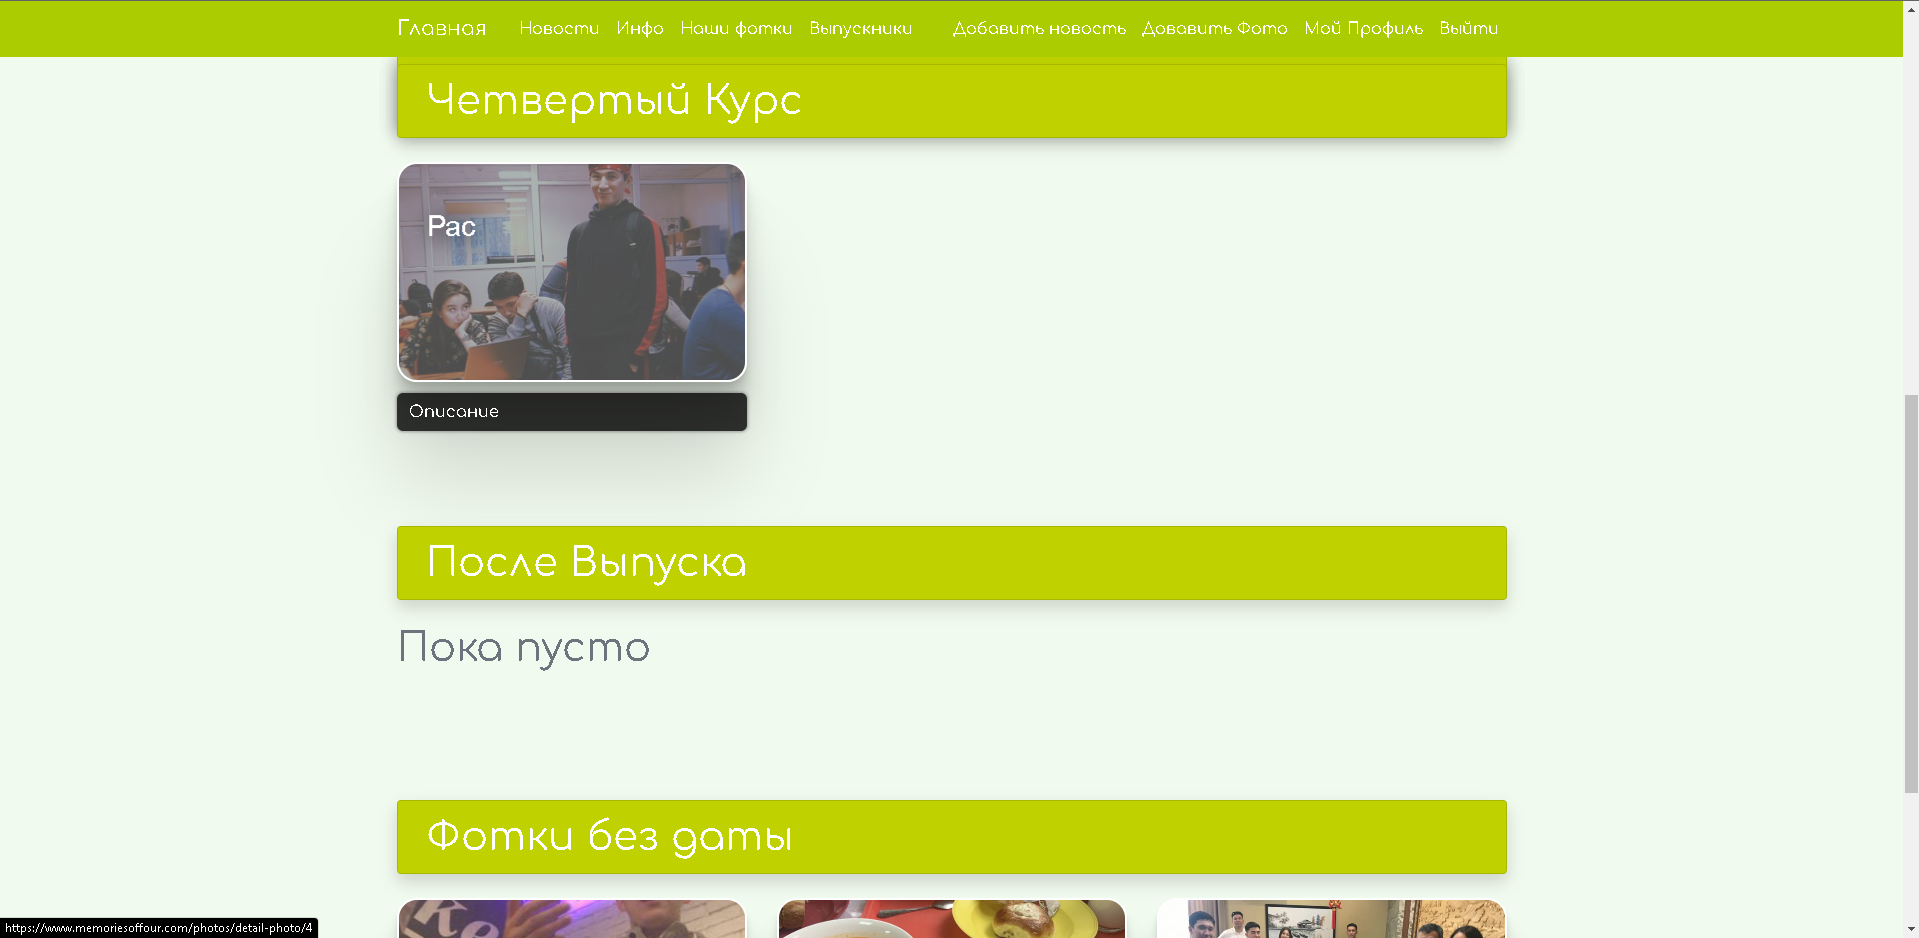 Главная Новости Инфо Наши фотки Выпускники Добавить новость Довавить Фото Мой Профиль Выйти
Четвертый Курс
Рас
Описание
После Выпуска
Пока пусто
Фотки без даты
https://www.memoriesoffour.com/photos/detail-photo/4